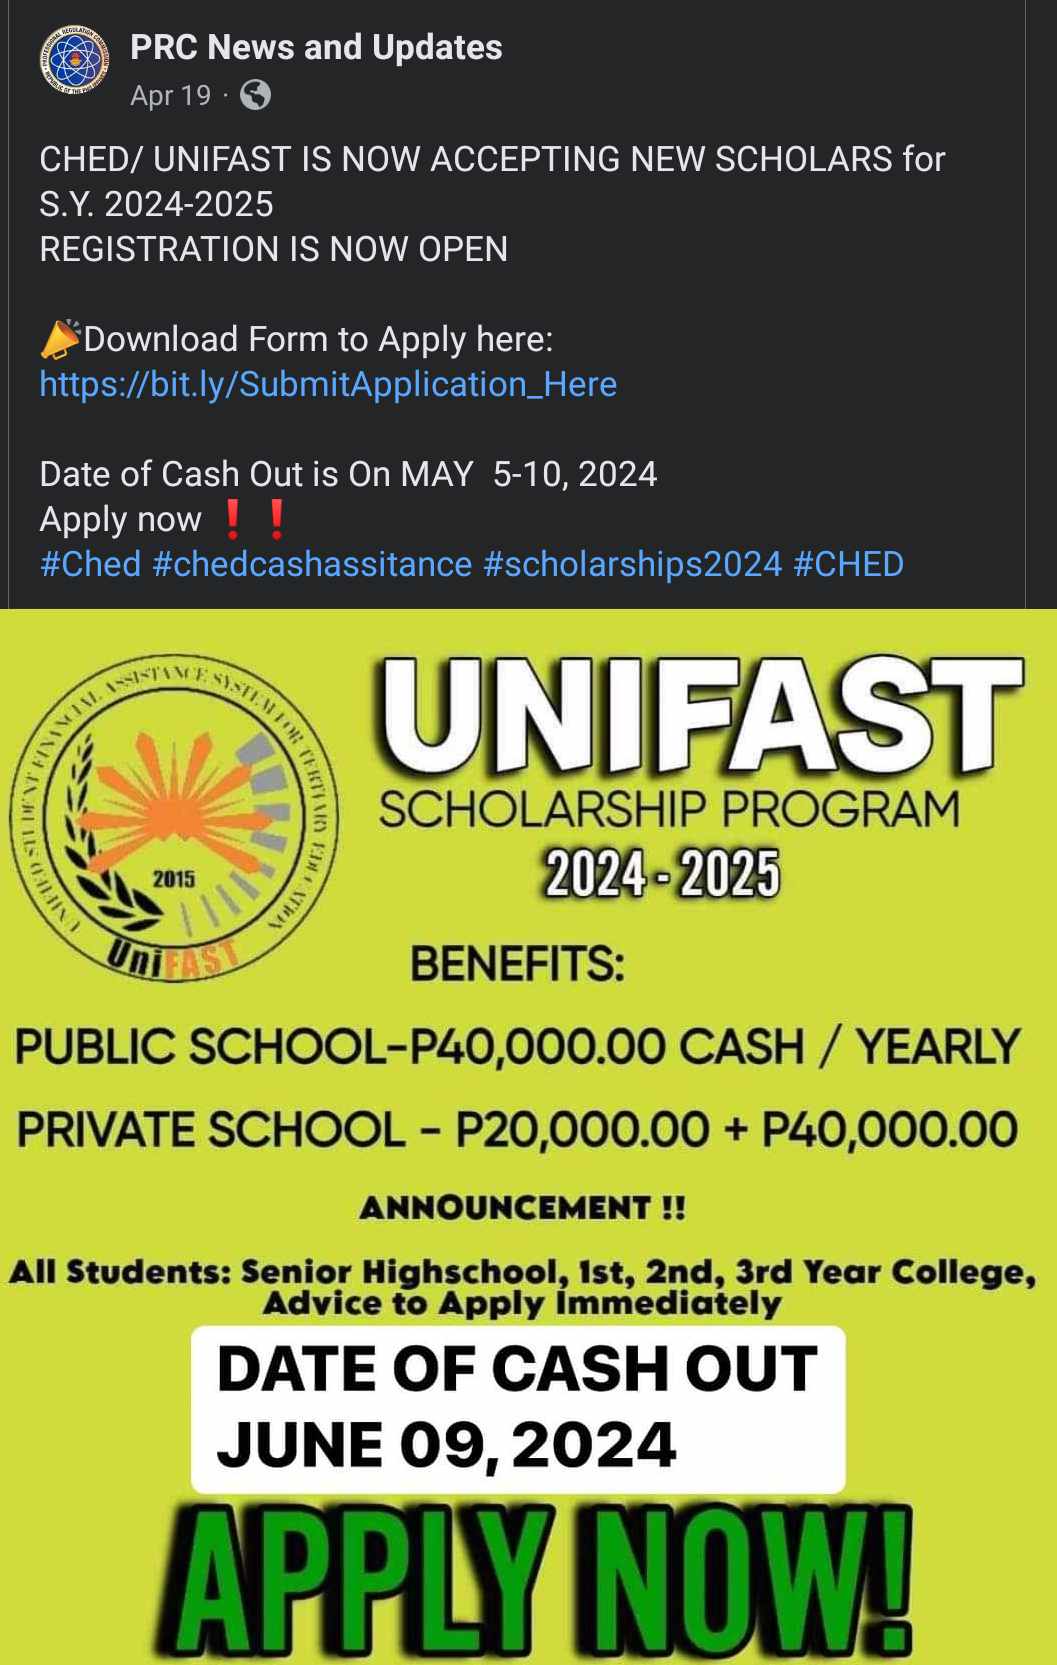 PRC News and Updates
Apr 19 ·
CHED/ UNIFAST IS NOW ACCEPTING NEW SCHOLARS for
S.Y. 2024-2025
REGISTRATION IS NOW OPEN
📣Download Form to Apply here:
https://bit.ly/SubmitApplication_Here
Date of Cash Out is On MAY  5-10, 2024
Apply now ❗❗
#Ched #chedcashassitance #scholarships2024 #CHED
UNIFIED STUDENT FINANCIAL ASSISTANCE SYSTEM FOR TERTIARY EDUCATION
2015
UniFAST
UNIFAST
SCHOLARSHIP PROGRAM
2024 - 2025
BENEFITS:
PUBLIC SCHOOL-P40,000.00 CASH / YEARLY
PRIVATE SCHOOL - P20,000.00 + P40,000.00
ANNOUNCEMENT !!
All Students: Senior Highschool, 1st, 2nd, 3rd Year College,
Advice to Apply Immediately
DATE OF CASH OUT
JUNE 09, 2024
APPLY NOW!